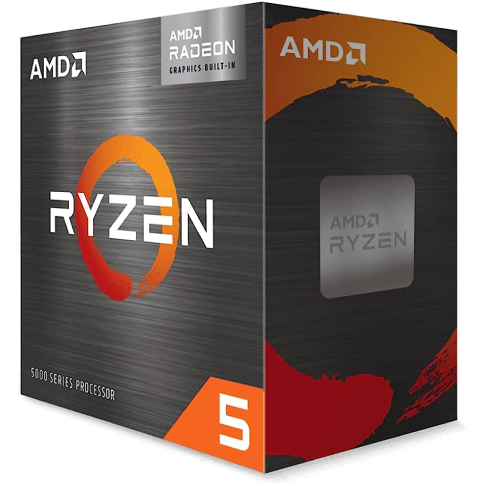 AMD
AMD
RADEON
GRAPHICS BUILT-IN
RYZEN
5000 SERIES PROCESSOR
5
AMD
AMD
RYZEN